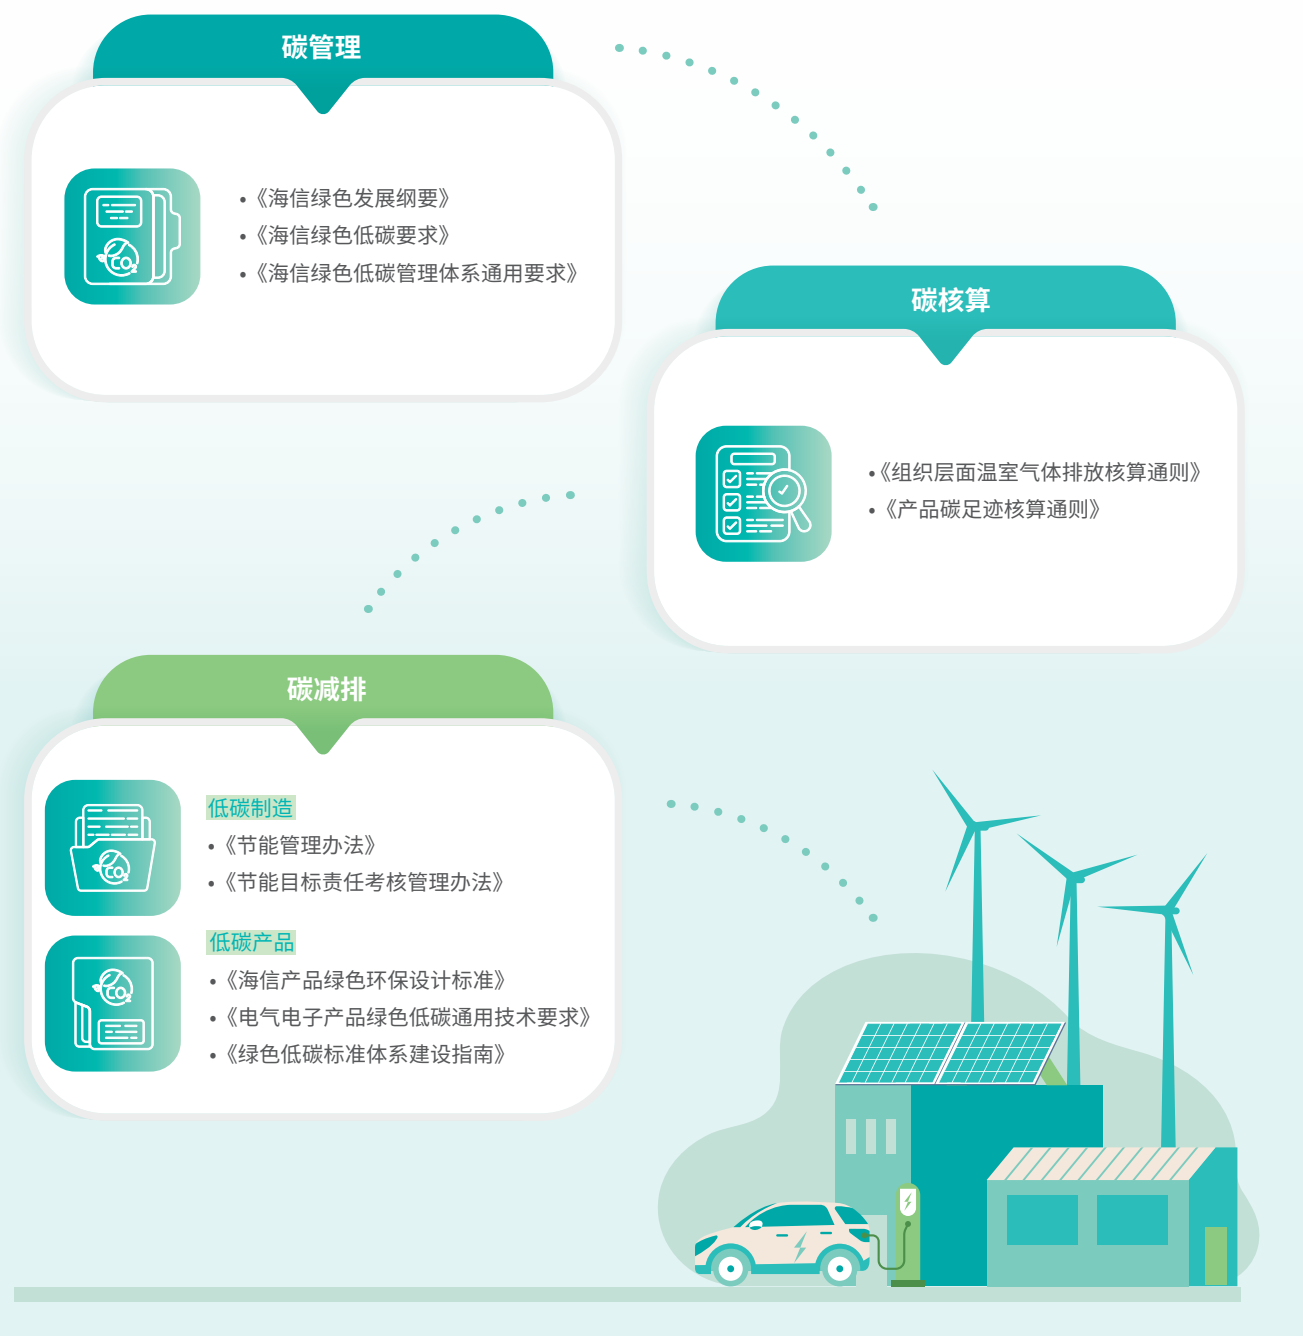 碳管理
•《海信绿色发展纲要》
•《海信绿色低碳要求》
•《海信绿色低碳管理体系通用要求》
碳核算
•《组织层面温室气体排放核算通则》
•《产品碳足迹核算通则》
碳减排
低碳制造
•《节能管理办法》
•《节能目标责任考核管理办法》
低碳产品
•《海信产品绿色环保设计标准》
•《电气电子产品绿色低碳通用技术要求》
•《绿色低碳标准体系建设指南》
CO2
CO2
CO2